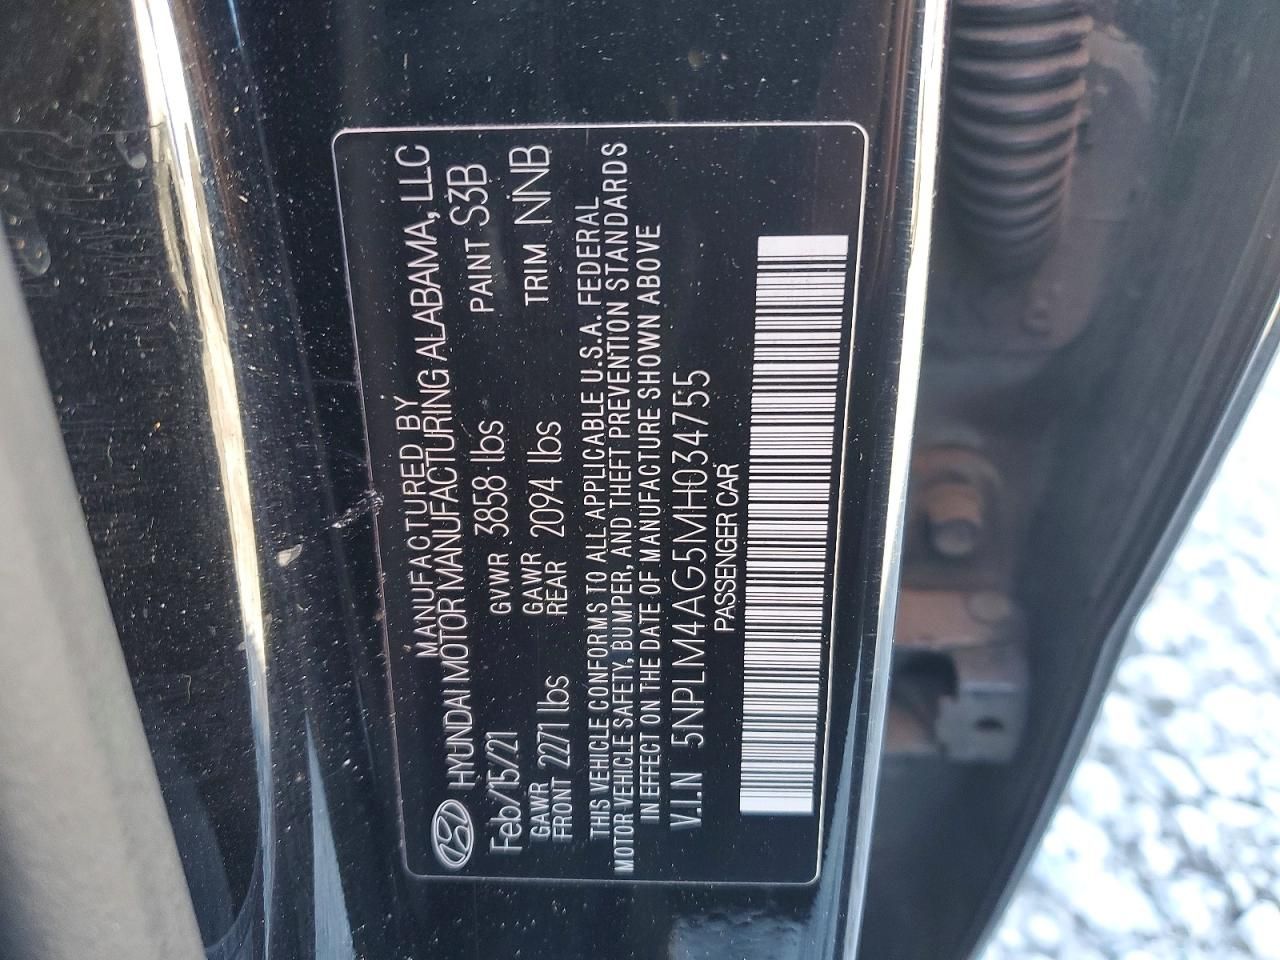 MANUFACTURED BY
HYUNDAI MOTOR MANUFACTURING ALABAMA, LLC
Feb/15/21 GVWR 3858 lbs PAINT S3B
GAWR FRONT 2271 lbs GAWR REAR 2094 lbs TRIM NNB
THIS VEHICLE CONFORMS TO ALL APPLICABLE U.S.A. FEDERAL
MOTOR VEHICLE SAFETY, BUMPER, AND THEFT PREVENTION STANDARDS
IN EFFECT ON THE DATE OF MANUFACTURE SHOWN ABOVE
V.I.N 5NPLM4AG5MH034755
PASSENGER CAR